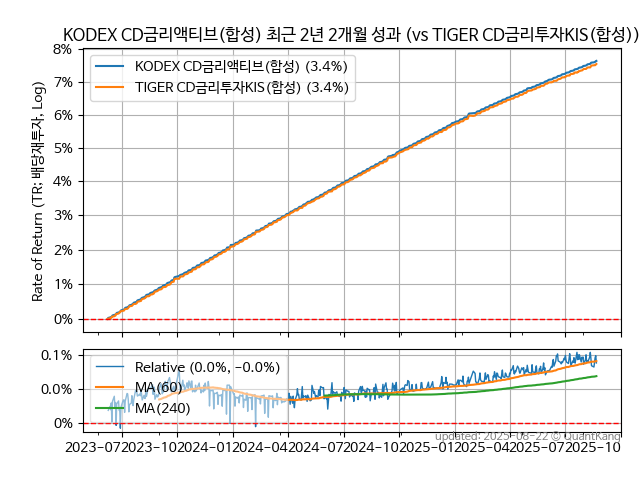 KODEX CD금리액티브(합성) 최근 2년 2개월 성과 (vs TIGER CD금리투자KIS(합성))
8%
7%
6%
5%
4%
3%
2%
1%
0%
Rate of Return (TR; 배당재투자, Log)
KODEX CD금리액티브(합성) (3.4%)
TIGER CD금리투자KIS(합성) (3.4%)
0.1%
0.0%
0%
Relative (0.0%, −0.0%)
MA(60)
MA(240)
updated: 2025-08-22 © QuantKang
2023-07 2023-10 2024-01 2024-04 2024-07 2024-10 2025-01 2025-04 2025-07 2025-10